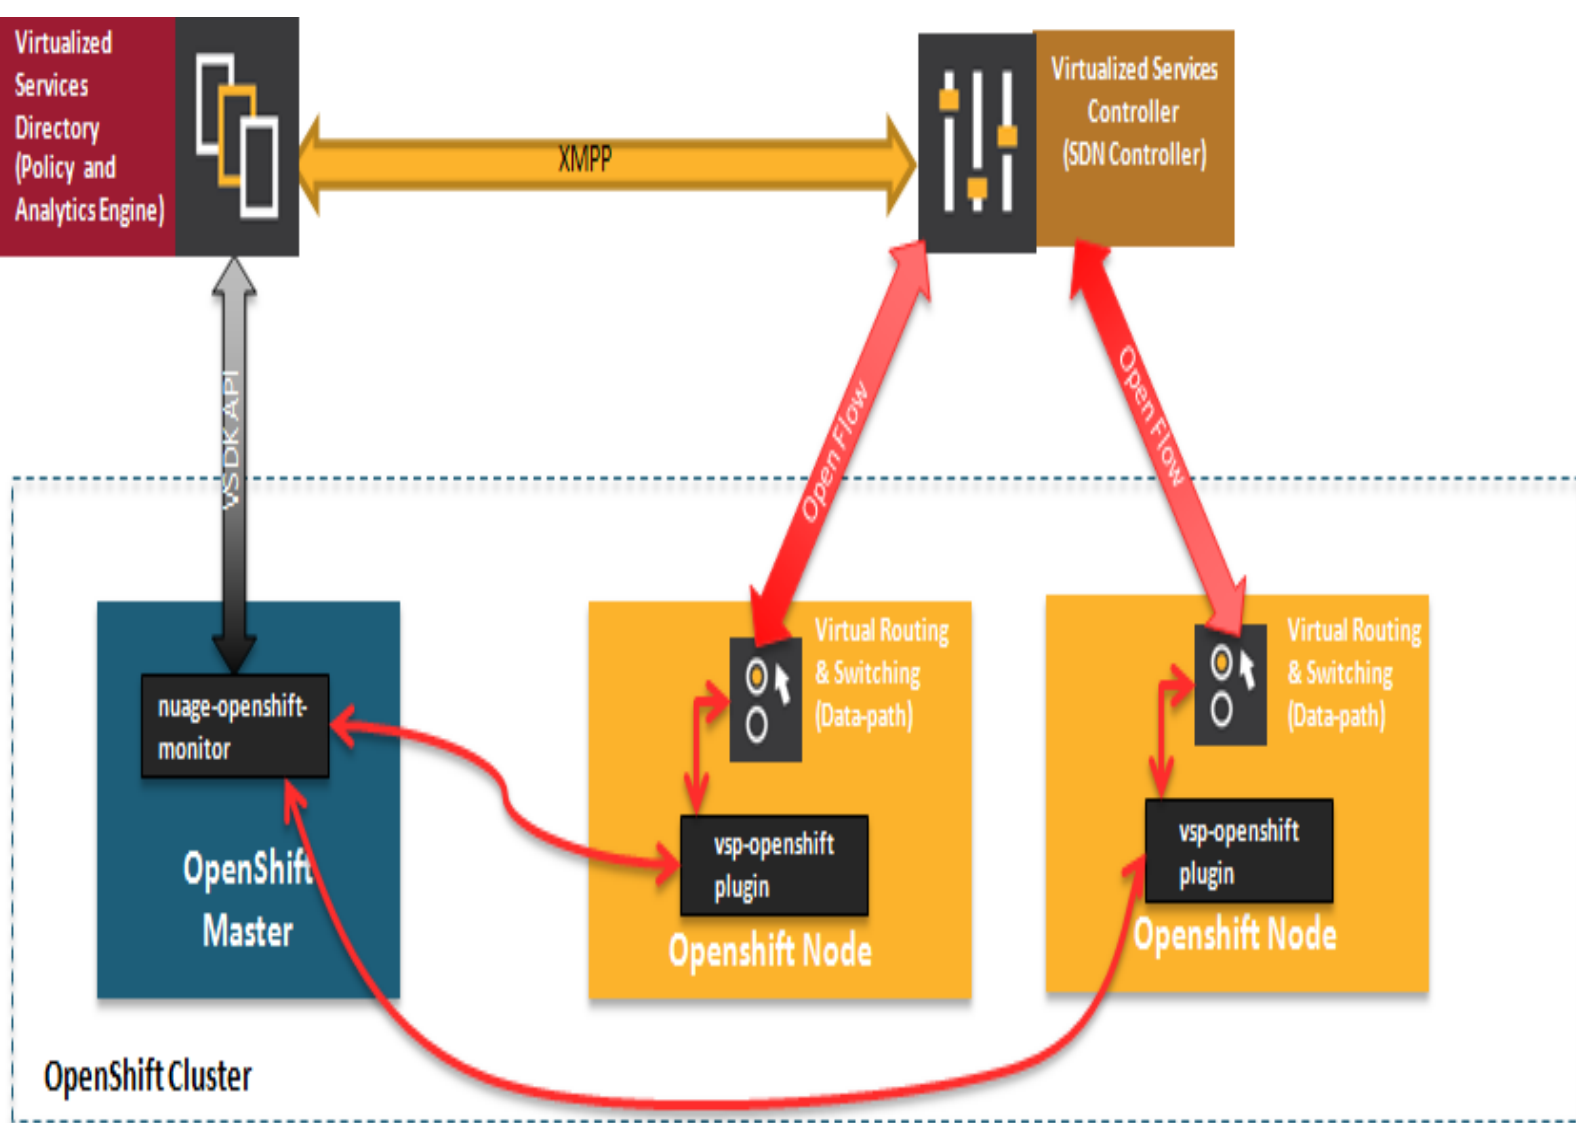 Virtualized
Services
Directory
(Policy and
Analytics Engine)
XMPP
Virtualized Services
Controller
(SDN Controller)
VSDK API
Open Flow
Open Flow
nuage-openshift-
monitor
OpenShift
Master
Virtual Routing
& Switching
(Data-path)
vsp-openshift
plugin
Openshift Node
Virtual Routing
& Switching
(Data-path)
vsp-openshift
plugin
Openshift Node
OpenShift Cluster